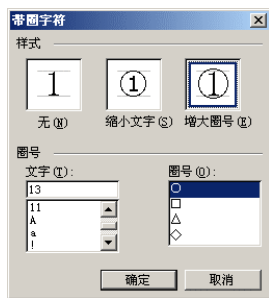 带圈字符
样式
1
①
①
无(N)
缩小文字(S)
增大圈号(E)
圈号
文字(T):
圈号(O):
13
11
A
a
!
○
□
△
◇
确定
取消